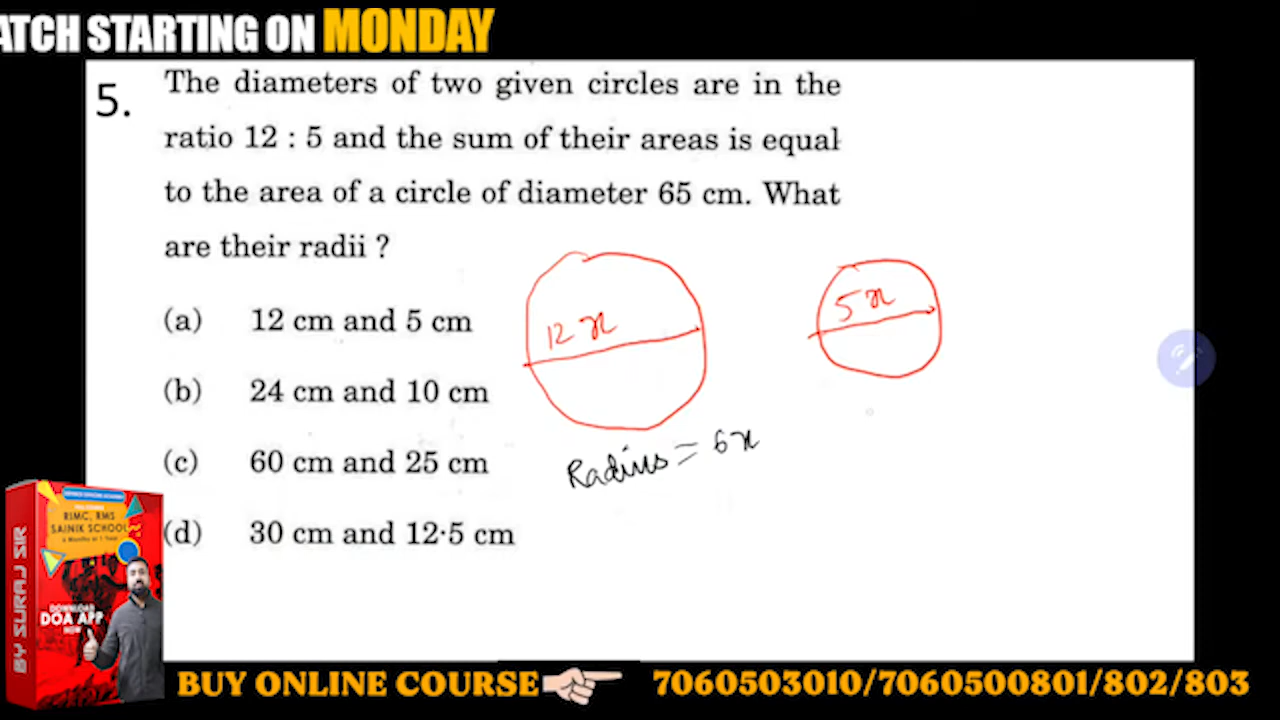 ATCH STARTING ON MONDAY
5.
The diameters of two given circles are in the
ratio 12 : 5 and the sum of their areas is equal
to the area of a circle of diameter 65 cm. What
are their radii ?
(a) 12 cm and 5 cm
(b) 24 cm and 10 cm
(c) 60 cm and 25 cm
(d) 30 cm and 12·5 cm
12x
5x
Radius = 6x
RIMC, RMS
SAINIK SCHOOL
DOWNLOAD
DOA APP
NOW
BY SURAJ SIR
BUY ONLINE COURSE
7060503010/7060500801/802/803